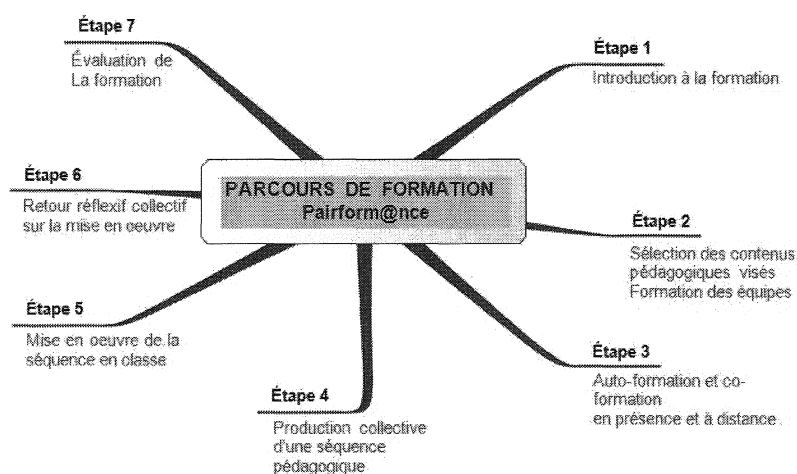 PARCOURS DE FORMATION
Pairform@nce
Étape 1
Introduction à la formation
Étape 2
Sélection des contenus
pédagogiques visés
Formation des équipes
Étape 3
Auto-formation et co-
formation
en présence et à distance
Étape 4
Production collective
d'une séquence
pédagogique
Étape 5
Mise en oeuvre de la
séquence en classe
Étape 6
Retour réflexif collectif
sur la mise en oeuvre
Étape 7
Évaluation de
La formation